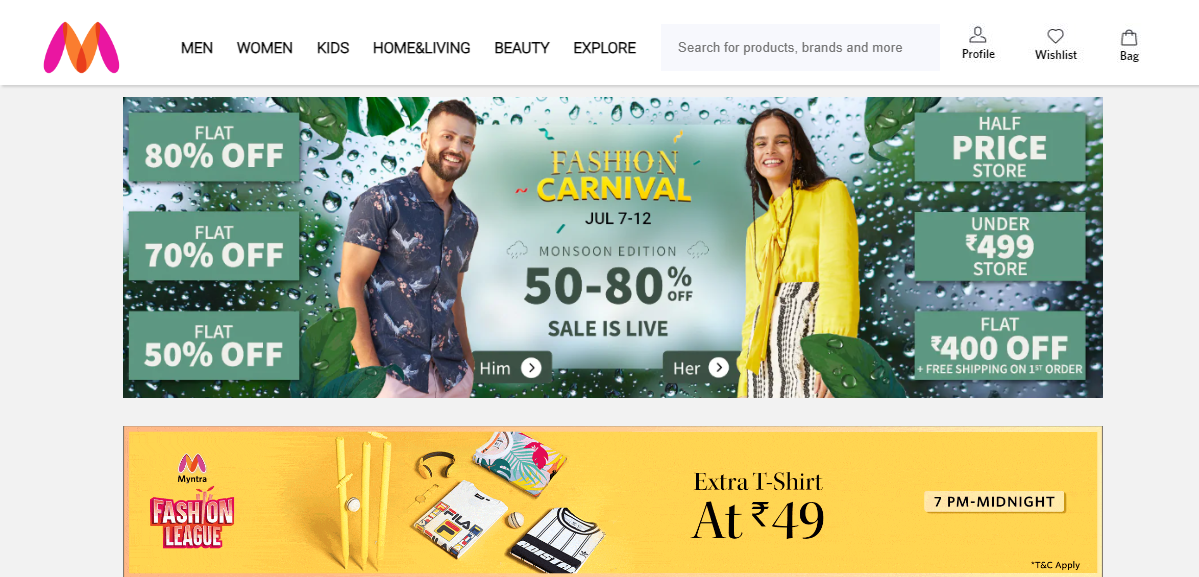 MEN WOMEN KIDS HOME&LIVING BEAUTY EXPLORE
Search for products, brands and more
Profile
Wishlist
Bag
FLAT
80% OFF
FLAT
70% OFF
FLAT
50% OFF
FASHION
CARNIVAL
JUL 7-12
MONSOON EDITION
50-80% OFF
SALE IS LIVE
Him
Her
HALF
PRICE
STORE
UNDER
₹499
STORE
FLAT
₹400 OFF
+ FREE SHIPPING ON 1ST ORDER
Myntra
FASHION
LEAGUE
FILA
ADISTAR
Extra T-Shirt
At ₹49
7 PM-MIDNIGHT
*T&C Apply